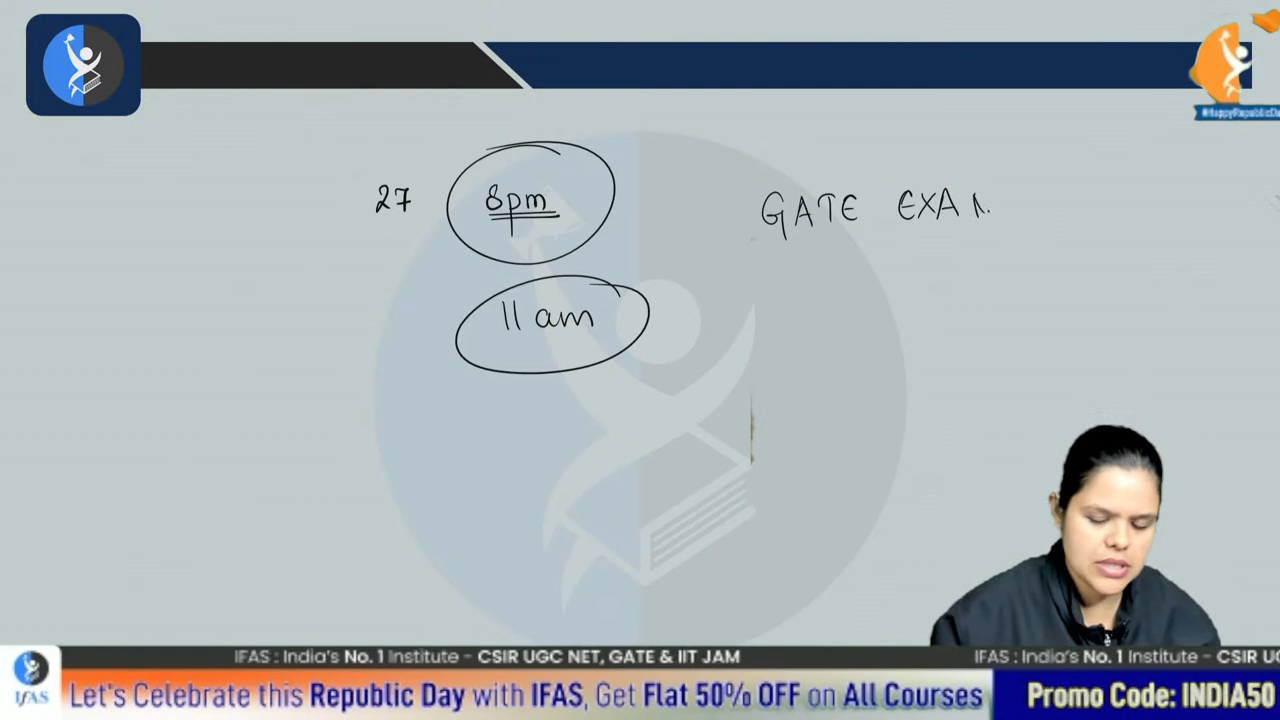 #HappyRepublicDa
27 8pm GATE EXAM
11 am
IFAS : India's No. 1 Institute - CSIR UGC NET, GATE & IIT JAM IFAS : India's No. 1 Institute - CSIR UG
IFAS Let's Celebrate this Republic Day with IFAS, Get Flat 50% OFF on All Courses Promo Code: INDIA50